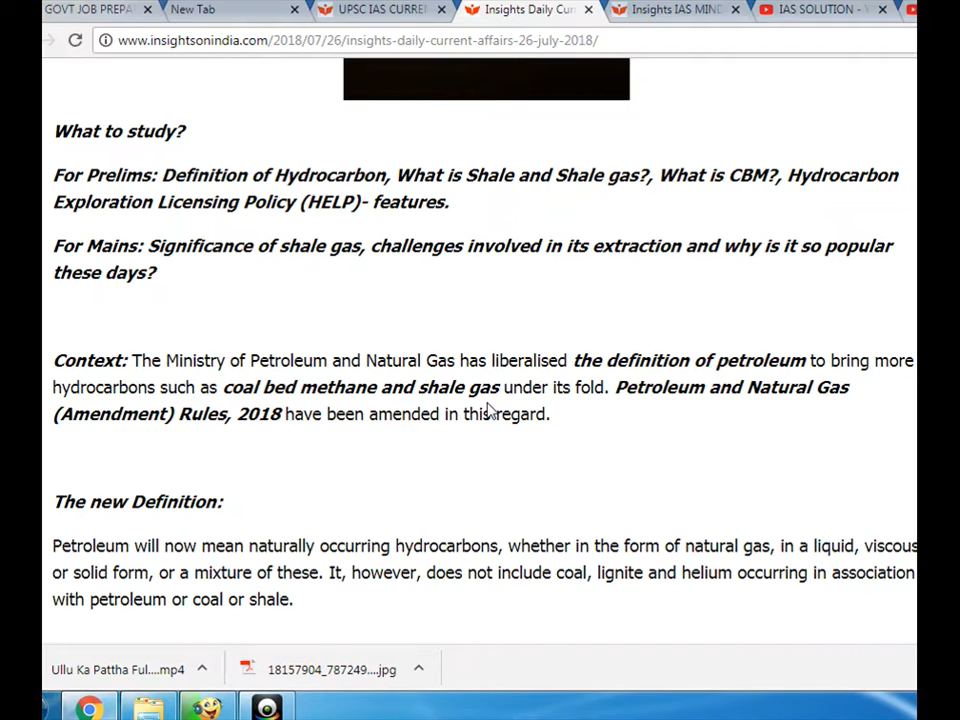 GOVT JOB PREPA
New Tab
UPSC IAS CURRE
Insights Daily Cur
Insights IAS MIND
IAS SOLUTION - Y
www.insightsonindia.com/2018/07/26/insights-daily-current-affairs-26-july-2018/
What to study?
For Prelims: Definition of Hydrocarbon, What is Shale and Shale gas?, What is CBM?, Hydrocarbon
Exploration Licensing Policy (HELP)- features.
For Mains: Significance of shale gas, challenges involved in its extraction and why is it so popular
these days?
Context: The Ministry of Petroleum and Natural Gas has liberalised the definition of petroleum to bring more
hydrocarbons such as coal bed methane and shale gas under its fold. Petroleum and Natural Gas
(Amendment) Rules, 2018 have been amended in this regard.
The new Definition:
Petroleum will now mean naturally occurring hydrocarbons, whether in the form of natural gas, in a liquid, viscous
or solid form, or a mixture of these. It, however, does not include coal, lignite and helium occurring in association
with petroleum or coal or shale.
Ullu Ka Pattha Ful....mp4
18157904_787249....jpg